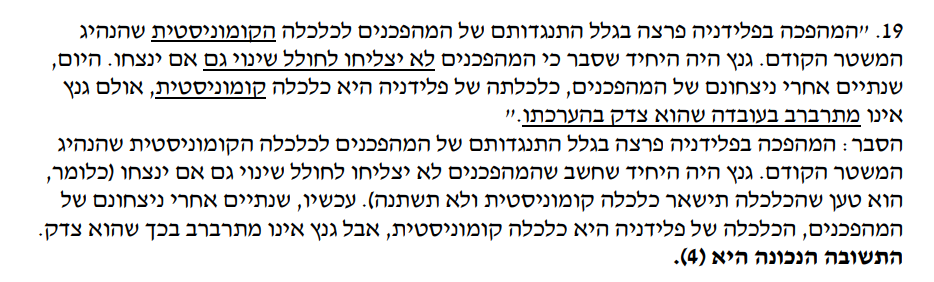 19. "המהפכה בפלידניה פרצה בגלל התנגדותם של המהפכנים לכלכלה הקומוניסטית שהנהיג
המשטר הקודם. גנץ היה היחיד שסבר כי המהפכנים לא יצליחו לחולל שינוי גם אם ינצחו. היום,
שנתיים אחרי ניצחונם של המהפכנים, כלכלתה של פלידניה היא כלכלה קומוניסטית, אולם גנץ
אינו מתרברב בעובדה שהוא צדק בהערכתו."
הסבר: המהפכה בפלידניה פרצה בגלל התנגדותם של המהפכנים לכלכלה הקומוניסטית שהנהיג
המשטר הקודם. גנץ היה היחיד שחשב שהמהפכנים לא יצליחו לחולל שינוי גם אם ינצחו (כלומר,
הוא טען שהכלכלה תישאר כלכלה קומוניסטית ולא תשתנה). עכשיו, שנתיים אחרי ניצחונם של
המהפכנים, הכלכלה של פלידניה היא כלכלה קומוניסטית, אבל גנץ אינו מתרברב בכך שהוא צדק.
התשובה הנכונה היא (4).